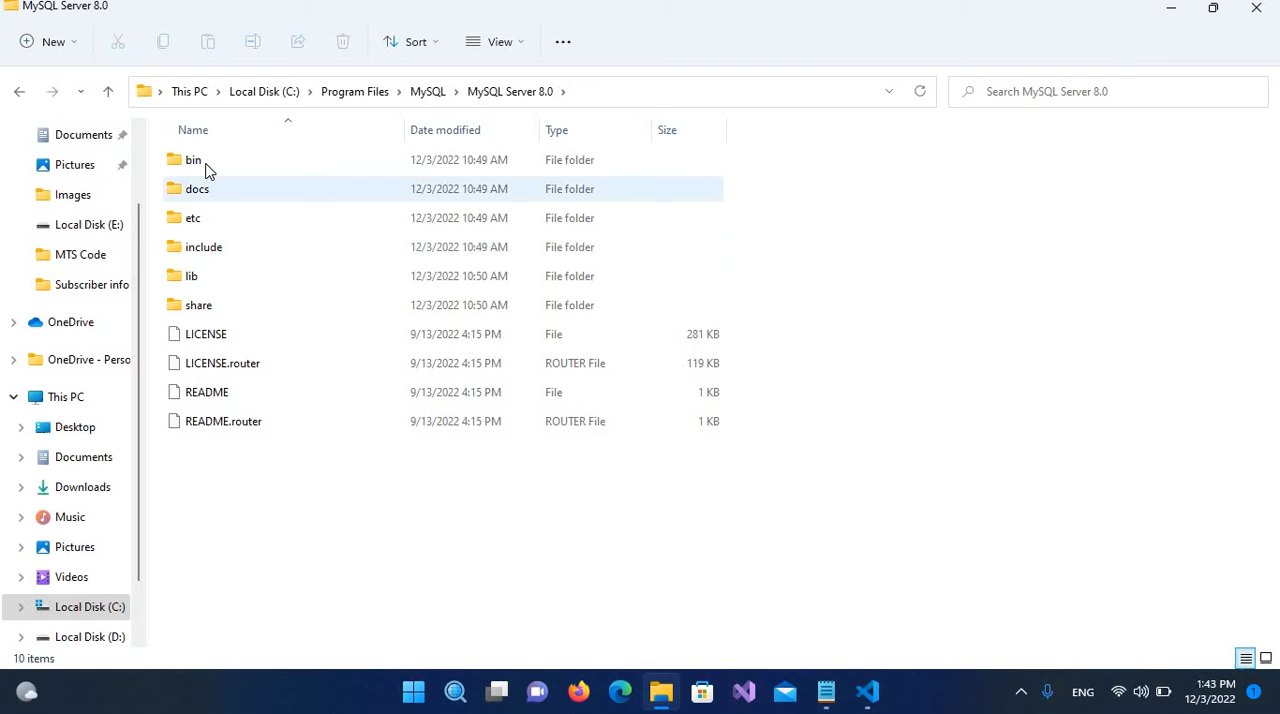 MySQL Server 8.0
New Sort View
This PC Local Disk (C:) Program Files MySQL MySQL Server 8.0 Search MySQL Server 8.0
Name Date modified Type Size
Documents
Pictures
Images
Local Disk (E:)
MTS Code
Subscriber info
OneDrive
OneDrive - Perso
This PC
Desktop
Documents
Downloads
Music
Pictures
Videos
Local Disk (C:)
Local Disk (D:)
bin 12/3/2022 10:49 AM File folder
docs 12/3/2022 10:49 AM File folder
etc 12/3/2022 10:49 AM File folder
include 12/3/2022 10:49 AM File folder
lib 12/3/2022 10:50 AM File folder
share 12/3/2022 10:50 AM File folder
LICENSE 9/13/2022 4:15 PM File 281 KB
LICENSE.router 9/13/2022 4:15 PM ROUTER File 119 KB
README 9/13/2022 4:15 PM File 1 KB
README.router 9/13/2022 4:15 PM ROUTER File 1 KB
10 items
ENG 1:43 PM
12/3/2022 1